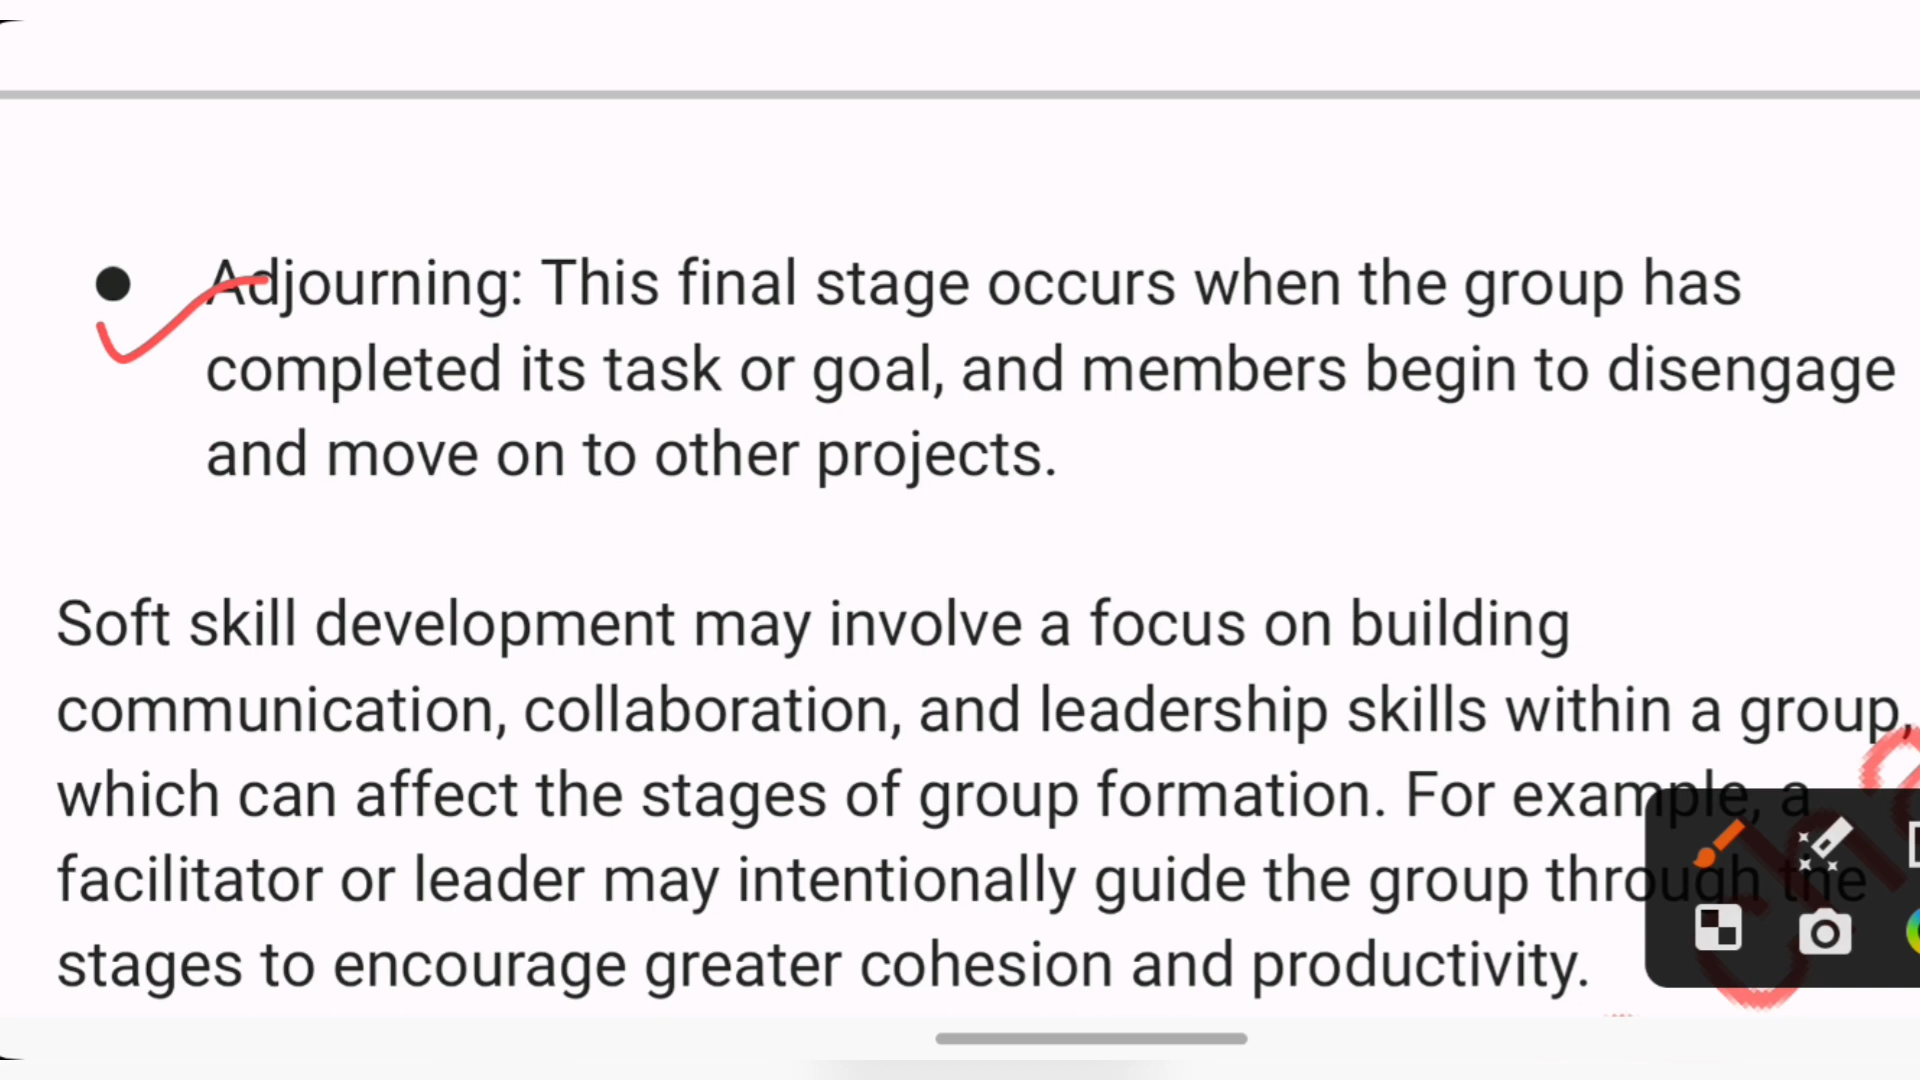 Adjourning: This final stage occurs when the group has
completed its task or goal, and members begin to disengage
and move on to other projects.
Soft skill development may involve a focus on building
communication, collaboration, and leadership skills within a group,
which can affect the stages of group formation. For example, a
facilitator or leader may intentionally guide the group through the
stages to encourage greater cohesion and productivity.